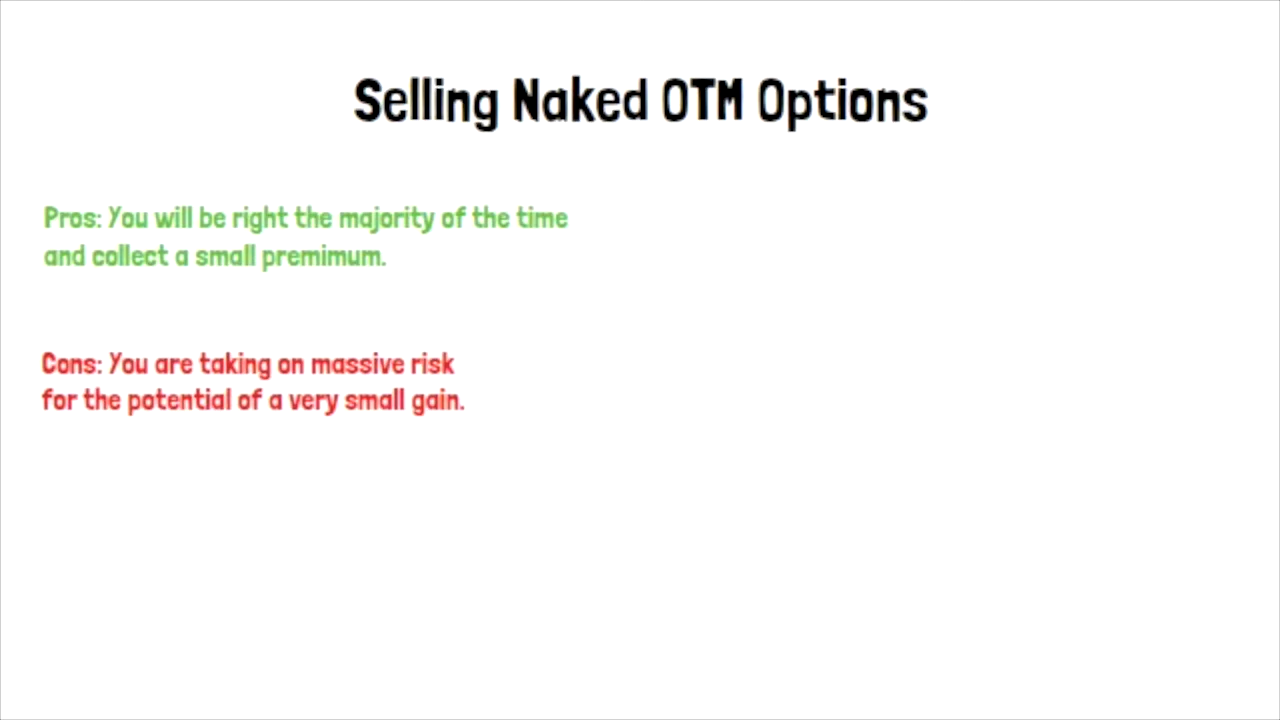 Selling Naked OTM Options
Pros: You will be right the majority of the time
and collect a small premimum.
Cons: You are taking on massive risk
for the potential of a very small gain.